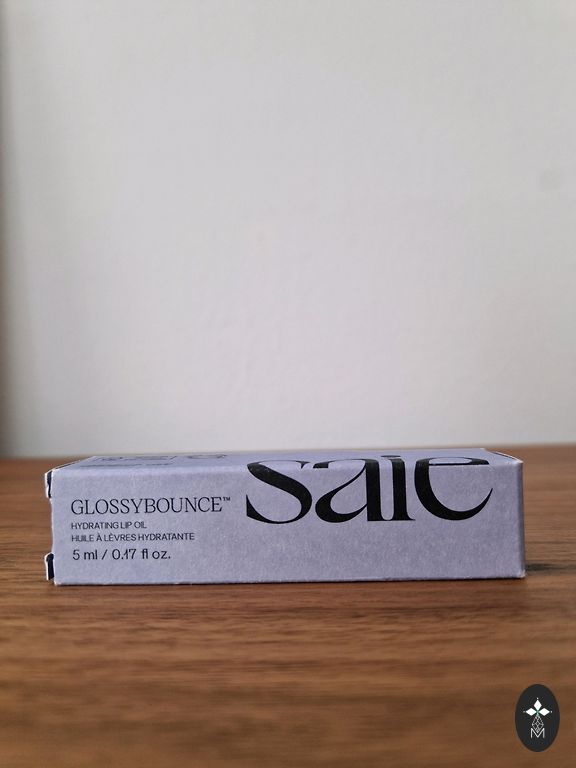 GLOSSYBOUNCE™
HYDRATING LIP OIL
HUILE À LÈVRES HYDRATANTE
5 ml / 0.17 fl oz.
saie
M